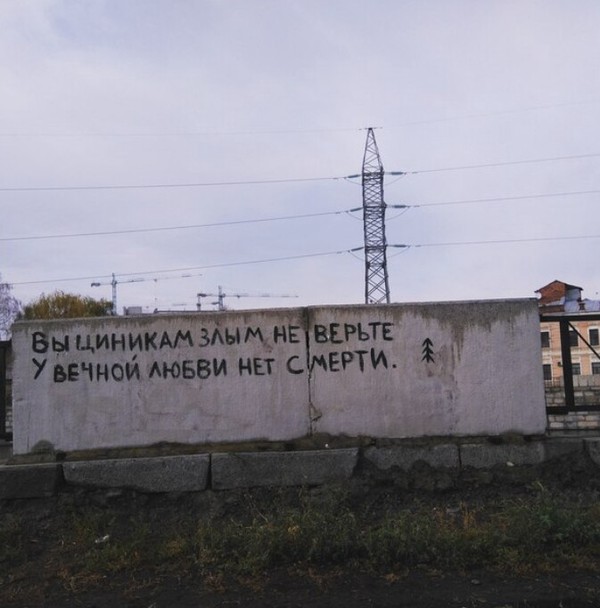 ВЫ ЦИНИКАМ ЗЛЫМ НЕ ВЕРЬТЕ
У ВЕЧНОЙ ЛЮБВИ НЕТ СМЕРТИ.